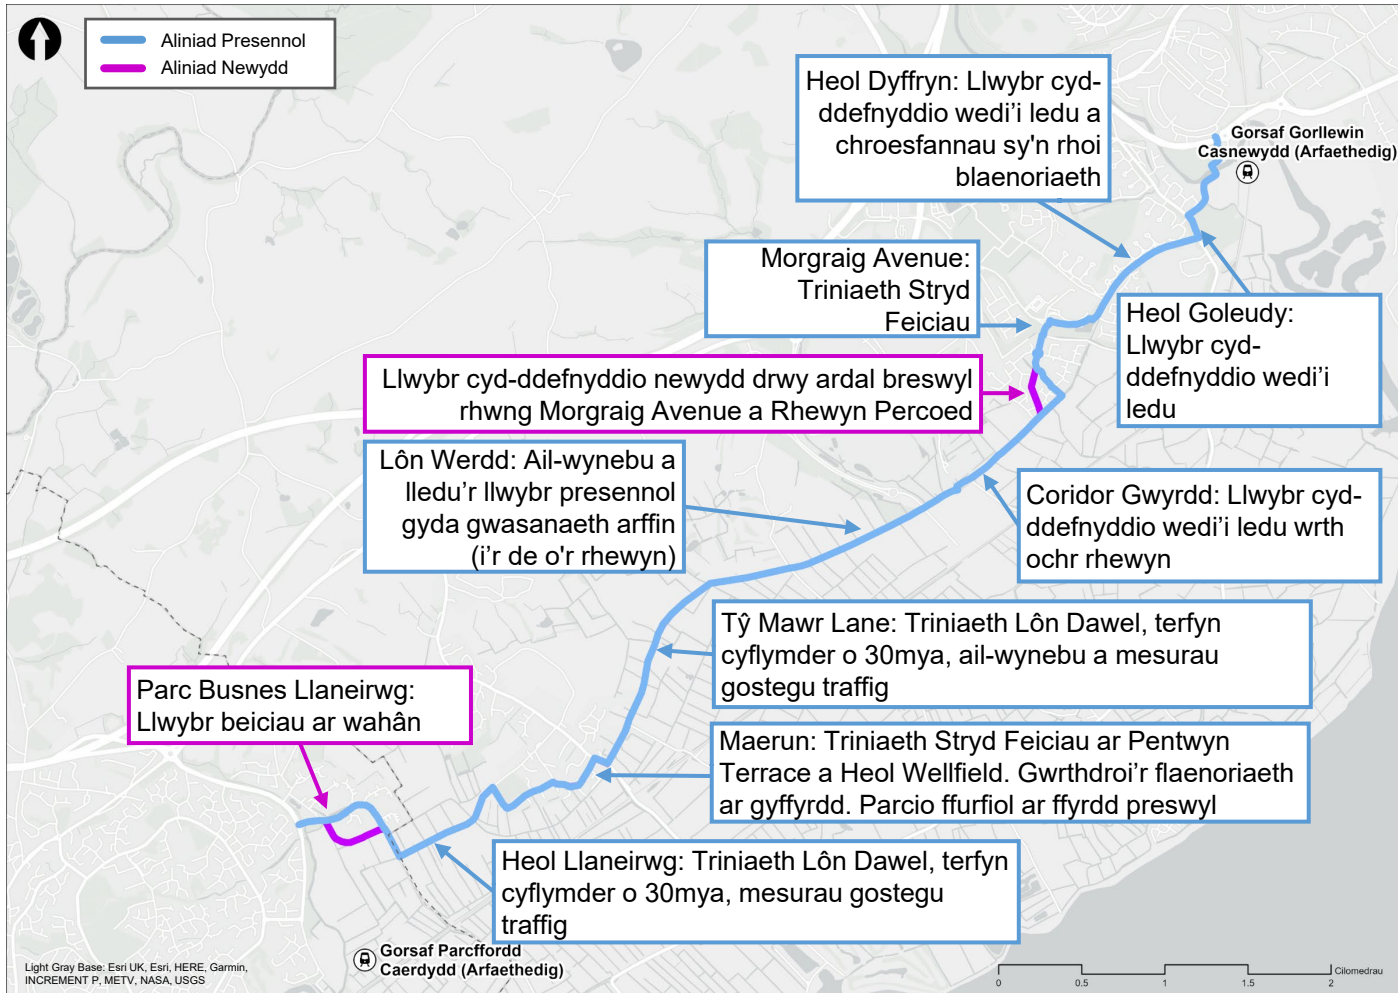 Aliniad Presennol
Aliniad Newydd
Heol Dyffryn: Llwybr cyd-
ddefnyddio wedi’i ledu a
chroesfannau sy'n rhoi
blaenoriaeth
Gorsaf Gorllewin
Casnewydd (Arfaethedig)
Morgraig Avenue:
Triniaeth Stryd
Feiciau
Heol Goleudy:
Llwybr cyd-
ddefnyddio wedi’i
ledu
Llwybr cyd-ddefnyddio newydd drwy ardal breswyl
rhwng Morgraig Avenue a Rhewyn Percoed
Lôn Werdd: Ail-wynebu a
lledu’r llwybr presennol
gyda gwasanaeth arffin
(i’r de o'r rhewyn)
Coridor Gwyrdd: Llwybr cyd-
ddefnyddio wedi’i ledu wrth
ochr rhewyn
Tŷ Mawr Lane: Triniaeth Lôn Dawel, terfyn
cyflymder o 30mya, ail-wynebu a mesurau
gostegu traffig
Parc Busnes Llaneirwg:
Llwybr beiciau ar wahân
Maerun: Triniaeth Stryd Feiciau ar Pentwyn
Terrace a Heol Wellfield. Gwrthdroi’r flaenoriaeth
ar gyffyrdd. Parcio ffurfiol ar ffyrdd preswyl
Heol Llaneirwg: Triniaeth Lôn Dawel, terfyn
cyflymder o 30mya, mesurau gostegu
traffig
Gorsaf Parcffordd
Caerdydd (Arfaethedig)
Light Gray Base: Esri UK, Esri, HERE, Garmin,
INCREMENT P, METV, NASA, USGS
Cilomedrau
0 0.5 1 1.5 2